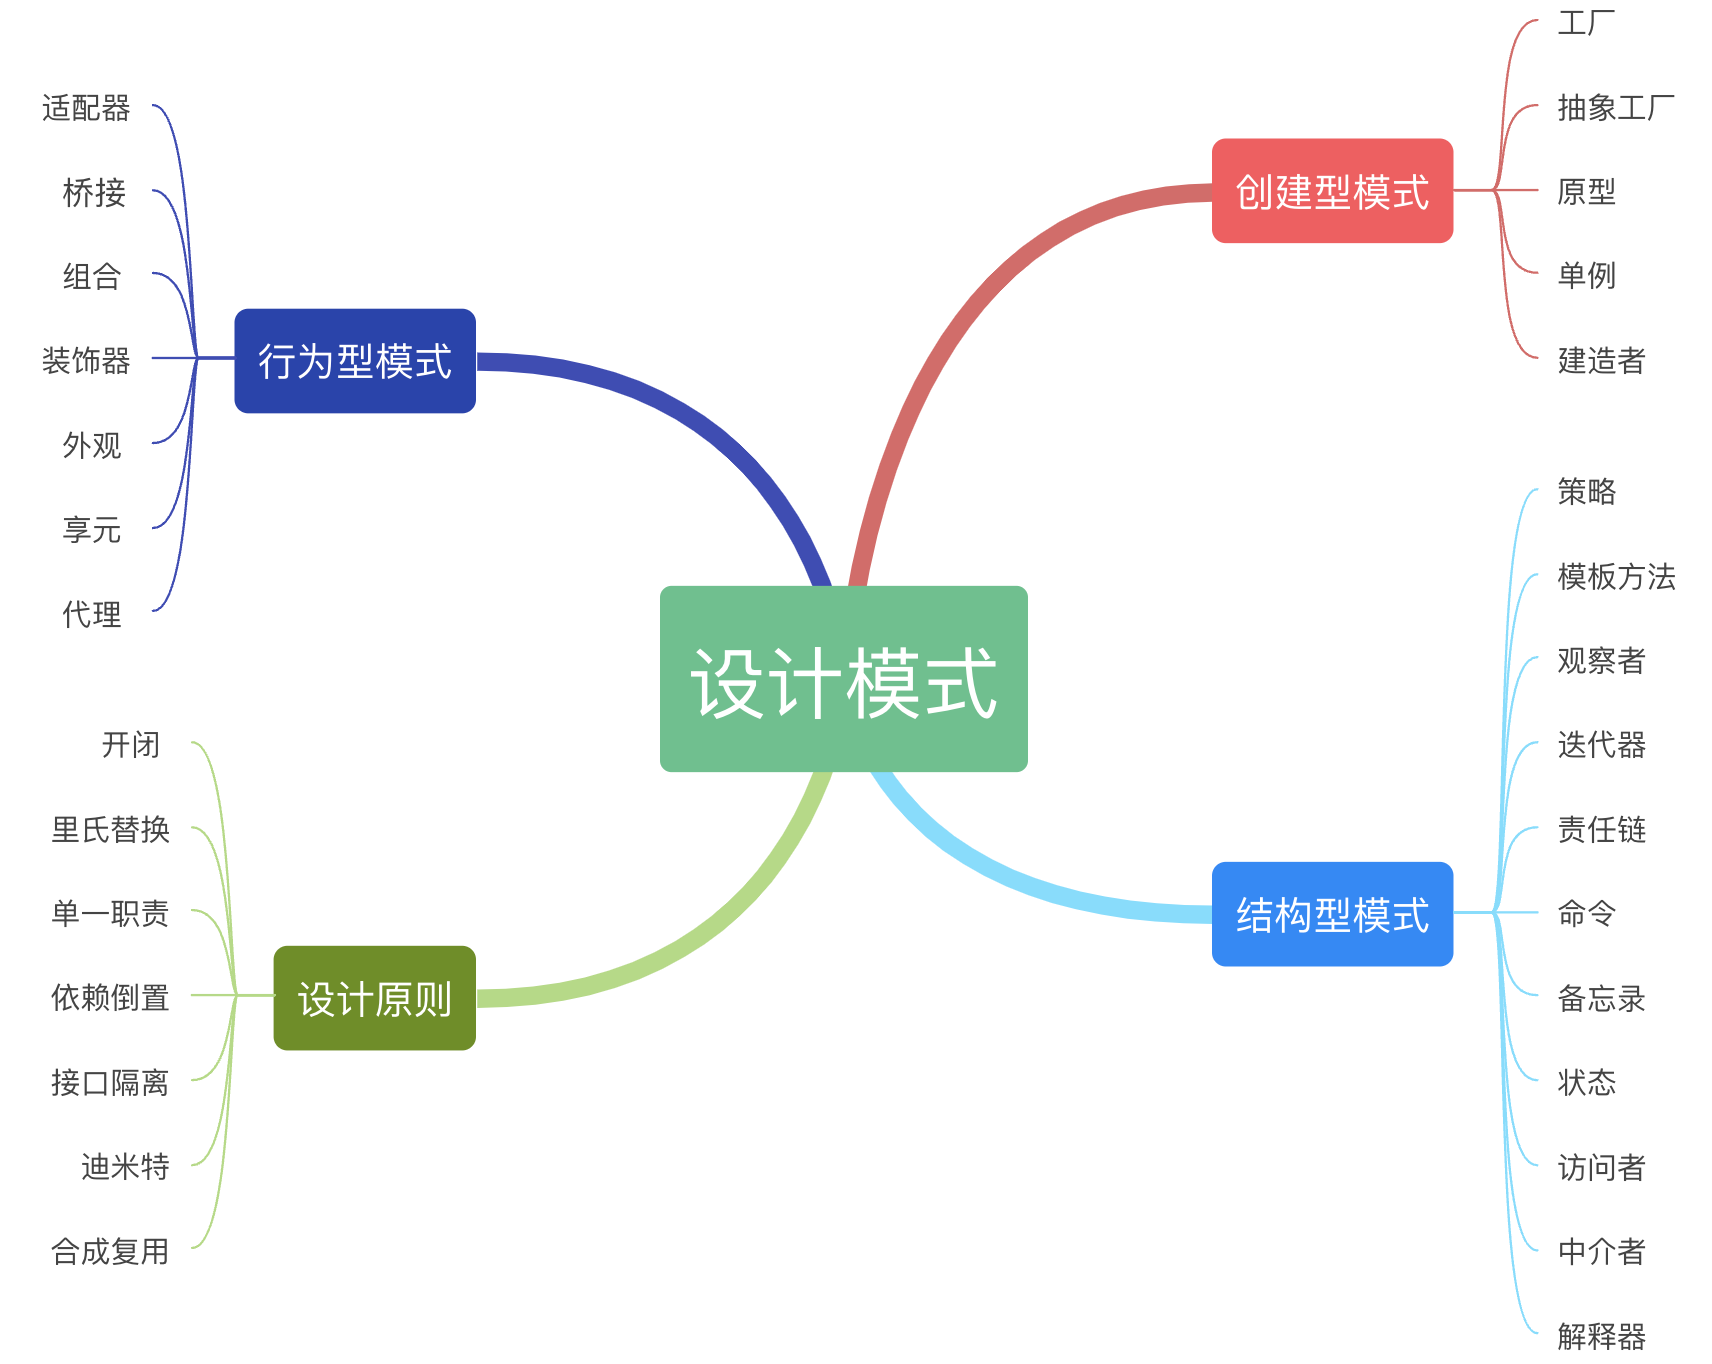 设计模式
创建型模式
工厂
抽象工厂
原型
单例
建造者
结构型模式
策略
模板方法
观察者
迭代器
责任链
命令
备忘录
状态
访问者
中介者
解释器
行为型模式
适配器
桥接
组合
装饰器
外观
享元
代理
设计原则
开闭
里氏替换
单一职责
依赖倒置
接口隔离
迪米特
合成复用